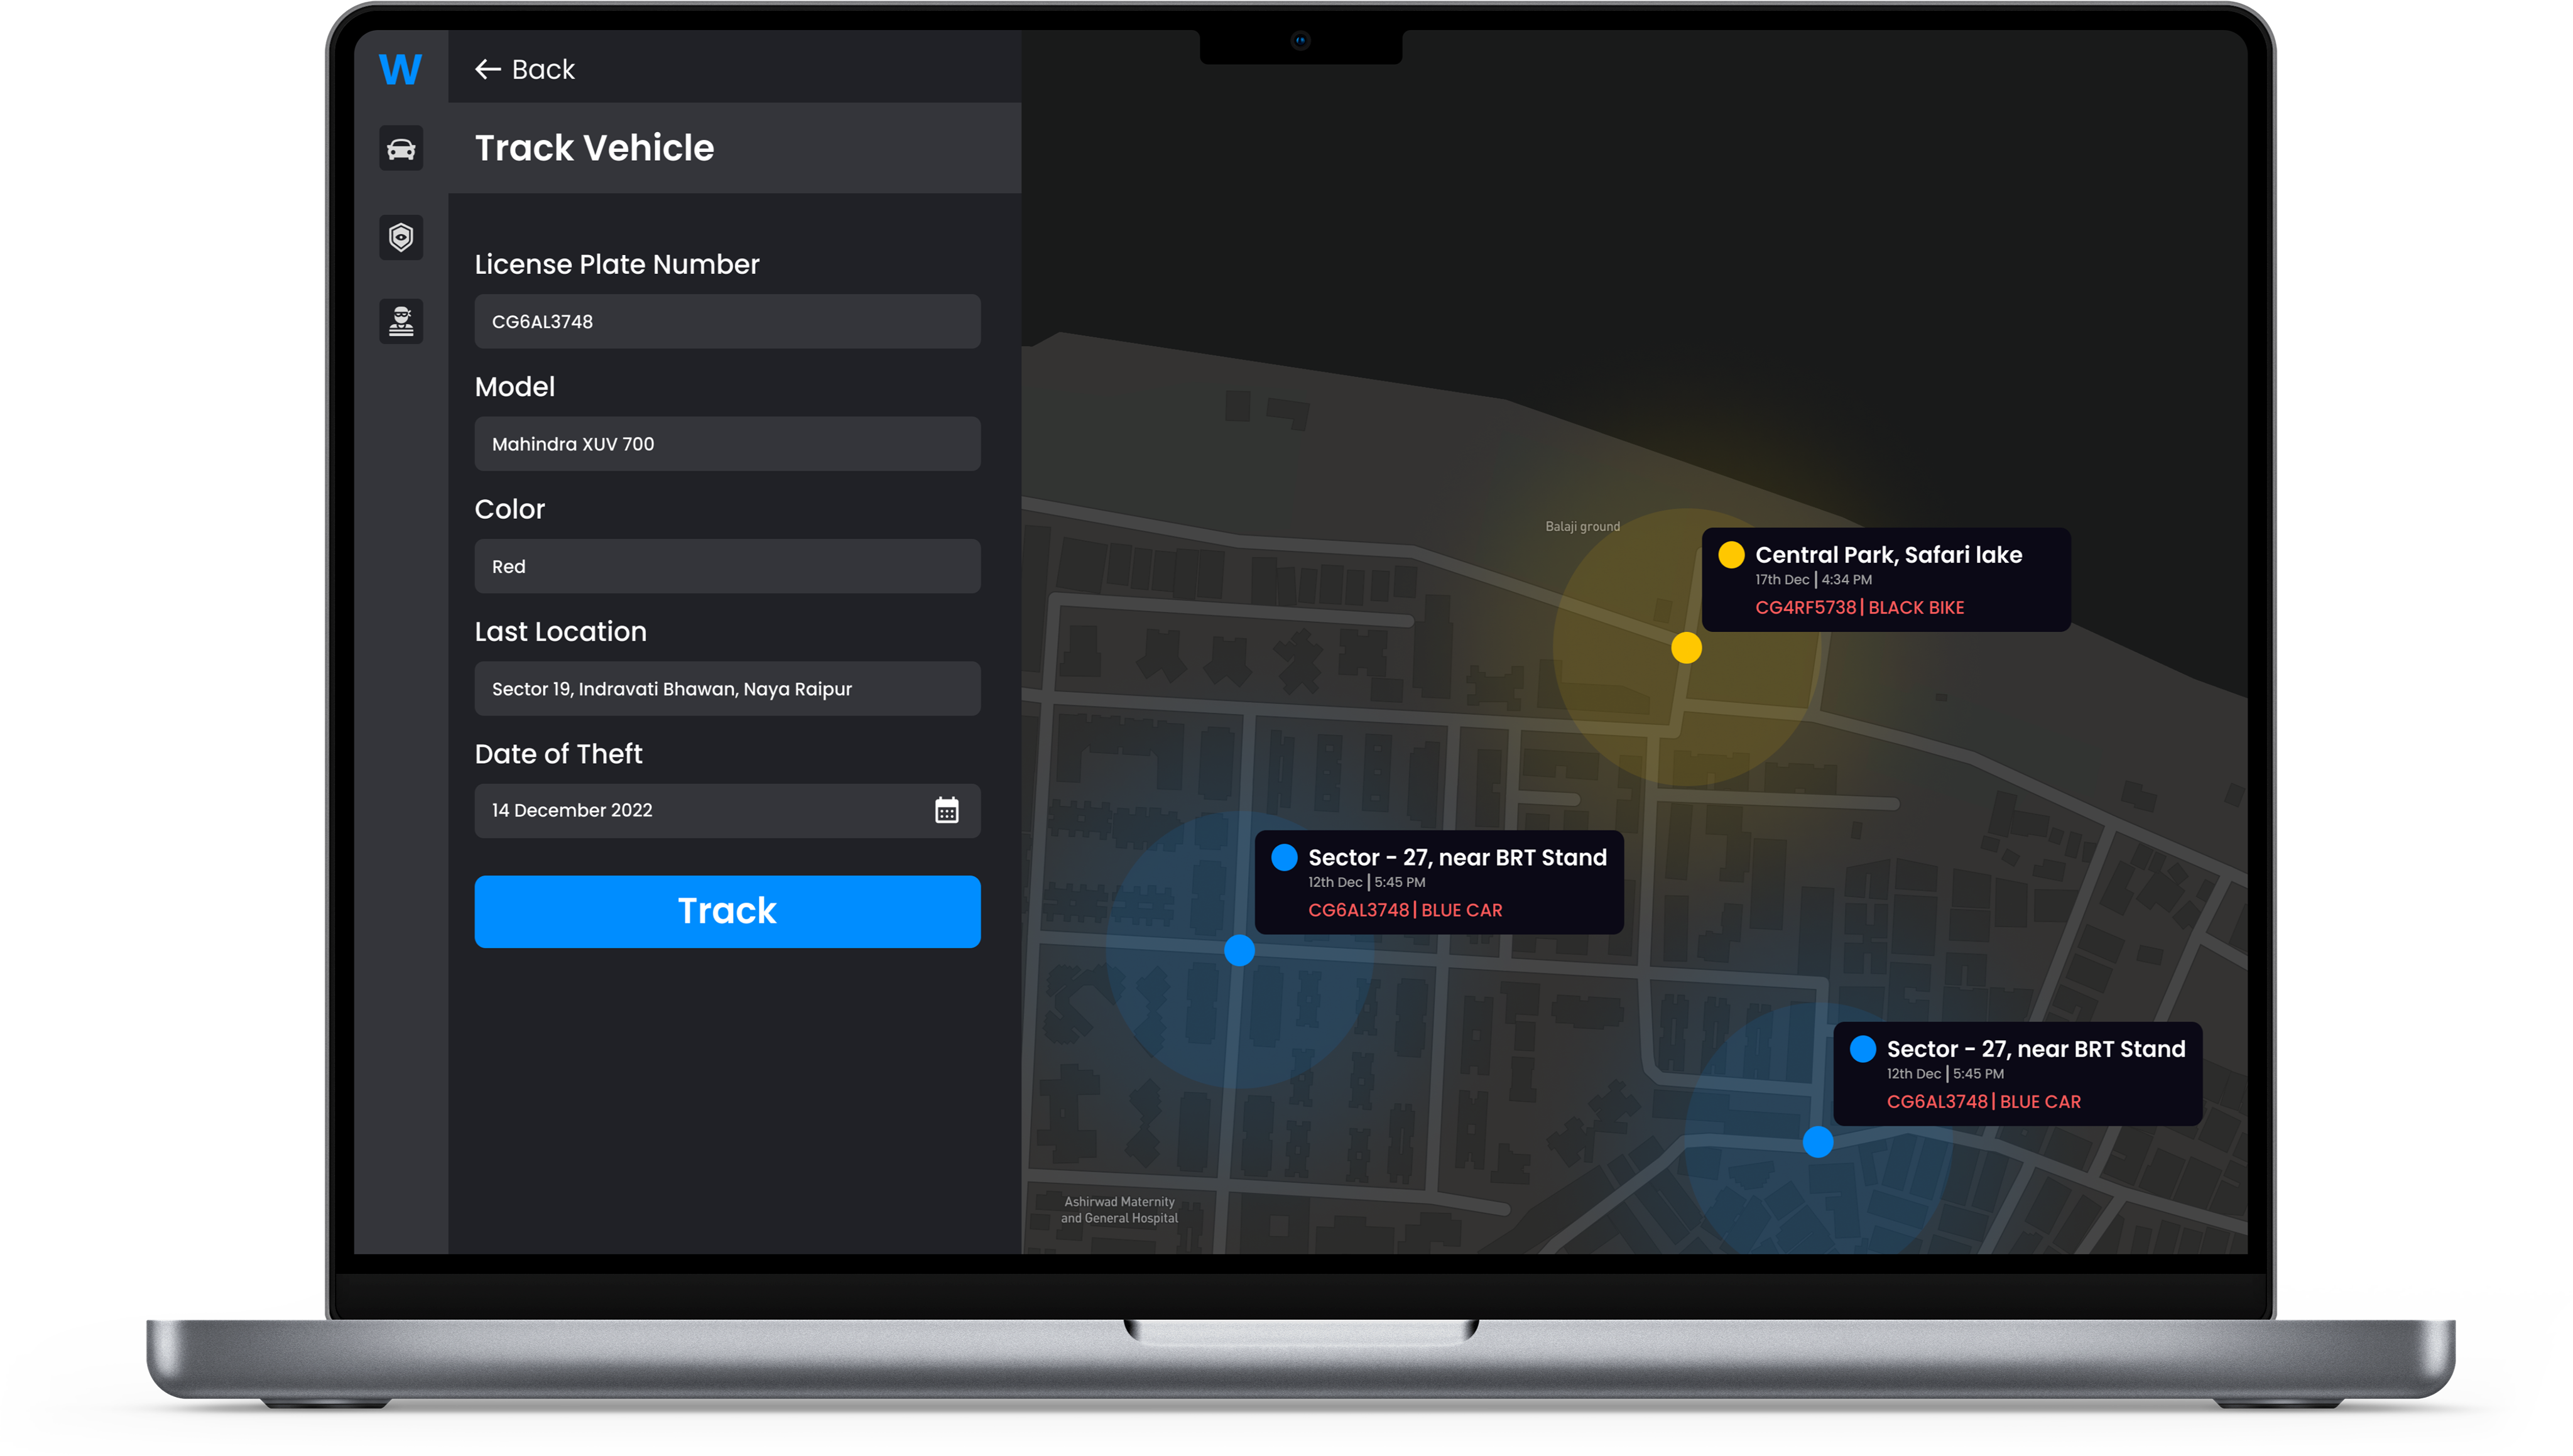 W
← Back
Track Vehicle
License Plate Number
CG6AL3748
Model
Mahindra XUV 700
Color
Red
Last Location
Sector 19, Indravati Bhawan, Naya Raipur
Date of Theft
14 December 2022
Track
Balaji ground
Central Park, Safari lake
17th Dec | 4:34 PM
CG4RF5738 | BLACK BIKE
Sector - 27, near BRT Stand
12th Dec | 5:45 PM
CG6AL3748 | BLUE CAR
Sector - 27, near BRT Stand
12th Dec | 5:45 PM
CG6AL3748 | BLUE CAR
Ashirwad Maternity
and General Hospital